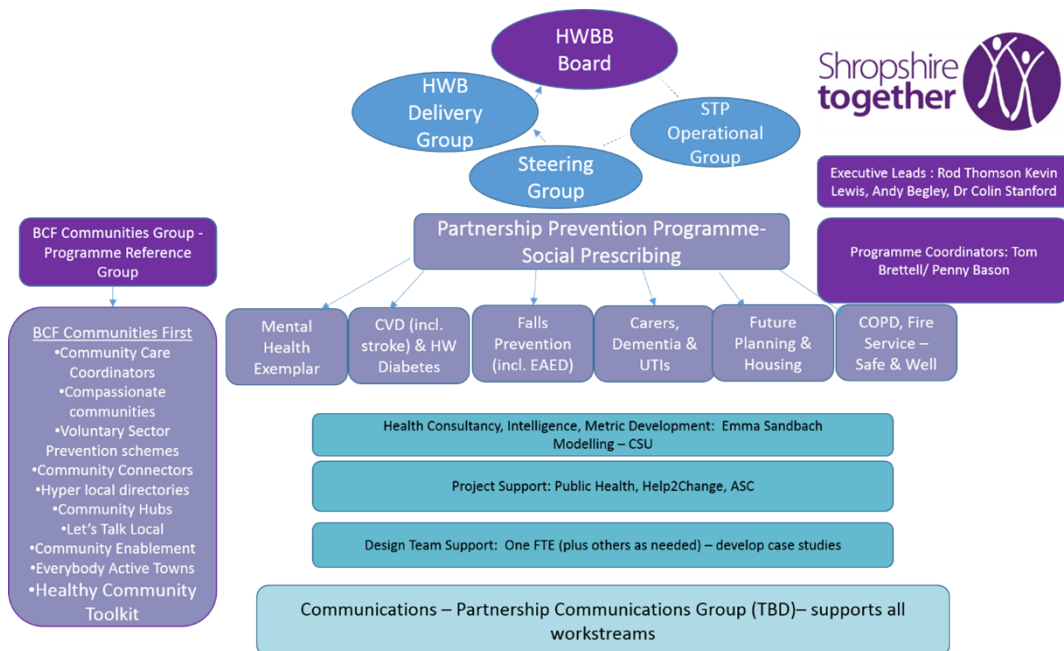 HWBB
Board
HWB
Delivery
Group
STP
Operational
Group
Steering
Group
Shropshire
together
Executive Leads : Rod Thomson Kevin
Lewis, Andy Begley, Dr Colin Stanford
Programme Coordinators: Tom
Brettell/ Penny Bason
BCF Communities Group -
Programme Reference
Group
Partnership Prevention Programme-
Social Prescribing
BCF Communities First
•Community Care
Coordinators
•Compassionate
communities
•Voluntary Sector
Prevention schemes
•Community Connectors
•Hyper local directories
•Community Hubs
•Let's Talk Local
•Community Enablement
•Everybody Active Towns
•Healthy Community
Toolkit
Mental
Health
Exemplar
CVD (incl.
stroke) & HW
Diabetes
Falls
Prevention
(incl. EAED)
Carers,
Dementia &
UTIs
Future
Planning &
Housing
COPD, Fire
Service –
Safe & Well
Health Consultancy, Intelligence, Metric Development:  Emma Sandbach
Modelling – CSU
Project Support: Public Health, Help2Change, ASC
Design Team Support:  One FTE (plus others as needed) – develop case studies
Communications – Partnership Communications Group (TBD)– supports all
workstreams